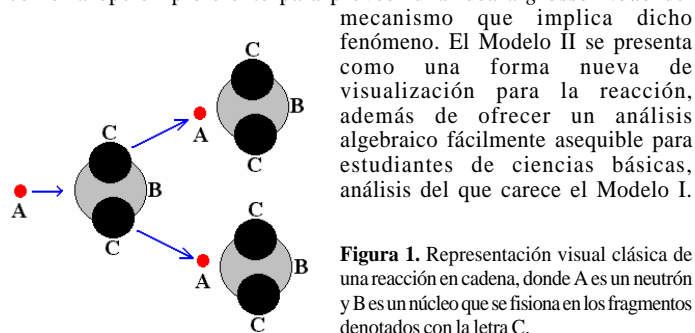 mecanismo que implica dicho
fenómeno. El Modelo II se presenta
como una forma nueva de
visualización para la reacción,
además de ofrecer un análisis
algebraico fácilmente asequible para
estudiantes de ciencias básicas,
análisis del que carece el Modelo I.
C
B
A
C
C
A
B
C
C
A
B
C
Figura 1. Representación visual clásica de
una reacción en cadena, donde A es un neutrón
y B es un núcleo que se fisiona en los fragmentos
denotados con la letra C.